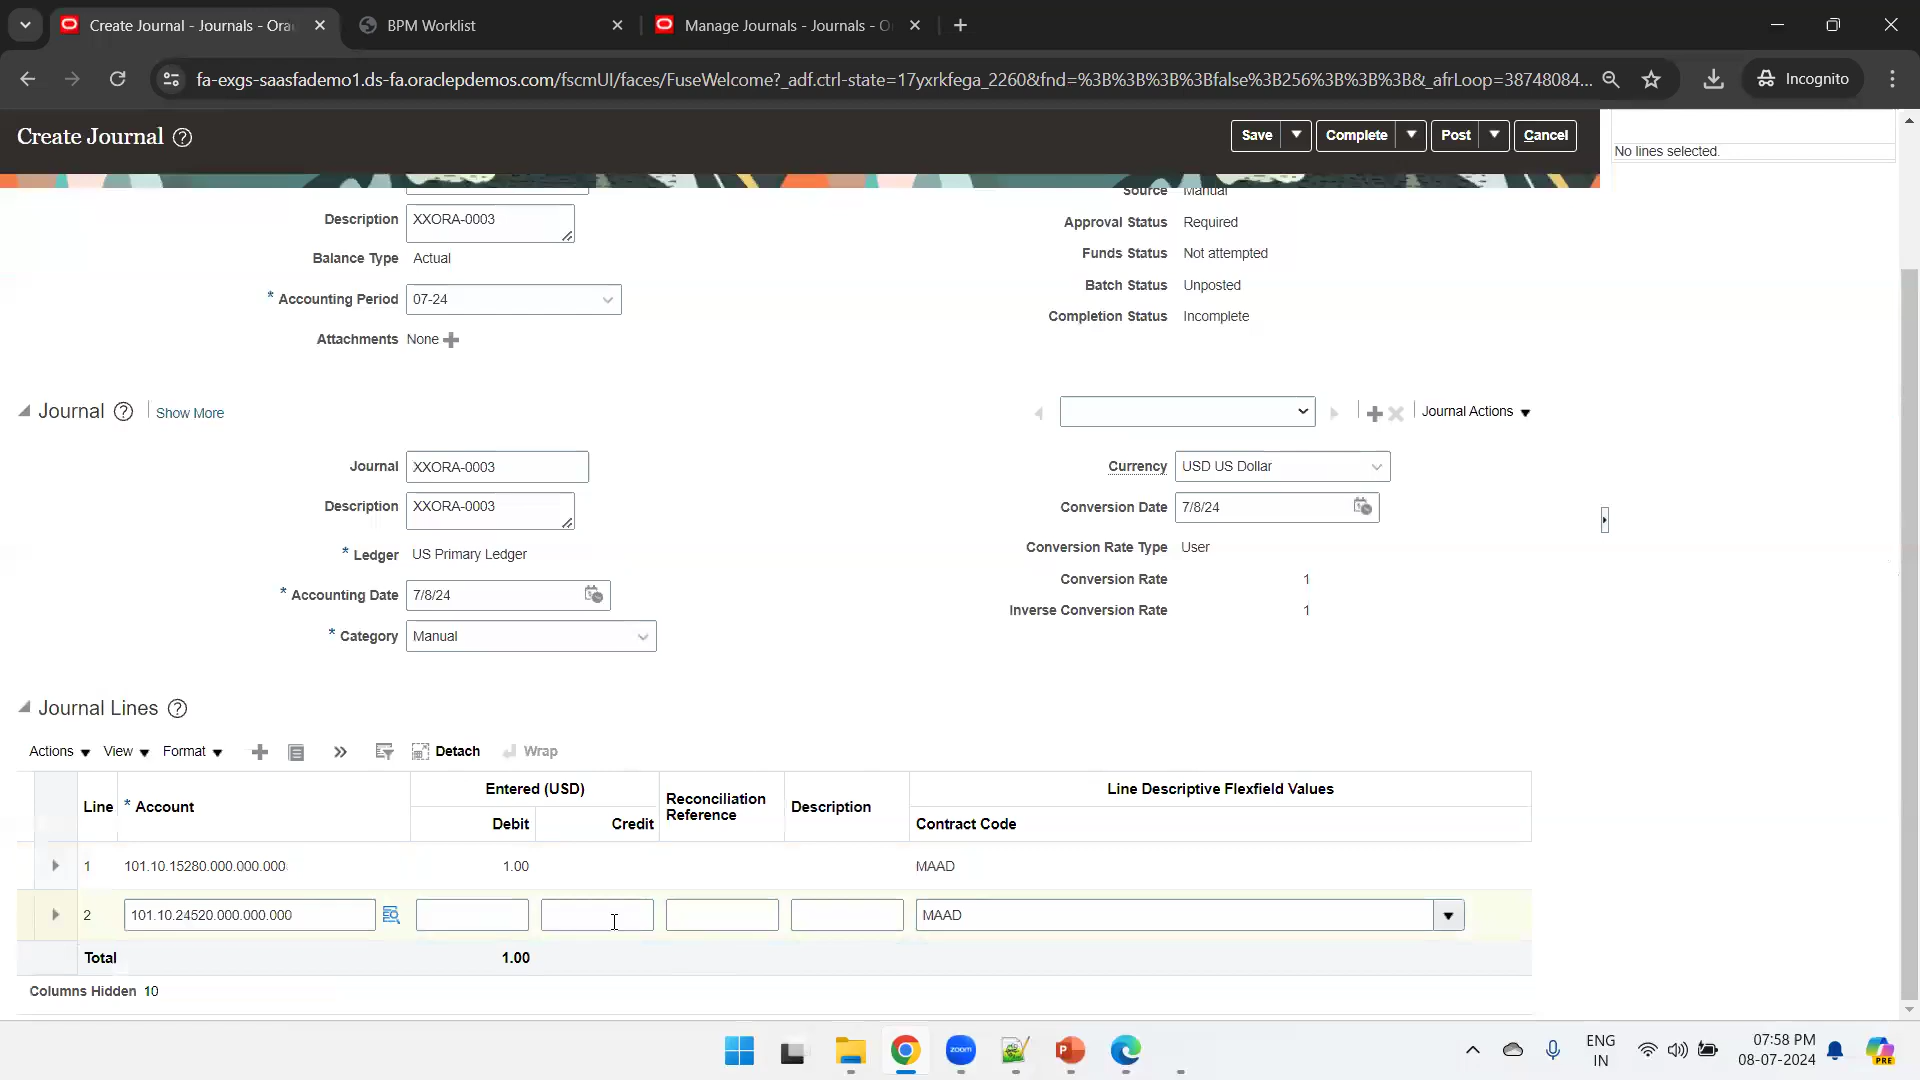 Create Journal - Journals - Ora
BPM Worklist
Manage Journals - Journals - O
fa-exgs-saasfademo1.ds-fa.oraclepdemos.com/fscmUI/faces/FuseWelcome?_adf.ctrl-state=17yxrkfega_2260&fnd=%3B%3B%3B%3Bfalse%3B256%3B%3B%3B&_afrLoop=38748084...
Incognito
Create Journal
Save
Complete
Post
Cancel
No lines selected.
Source Manual
Description XXORA-0003
Approval Status Required
Balance Type Actual
Funds Status Not attempted
* Accounting Period 07-24
Batch Status Unposted
Completion Status Incomplete
Attachments None
Journal
Show More
Journal Actions
Journal XXORA-0003
Currency USD US Dollar
Description XXORA-0003
Conversion Date 7/8/24
* Ledger US Primary Ledger
Conversion Rate Type User
* Accounting Date 7/8/24
Conversion Rate 1
Inverse Conversion Rate 1
* Category Manual
Journal Lines
Actions View Format Detach Wrap
Line * Account Entered (USD) Reconciliation Reference Description Line Descriptive Flexfield Values
Debit Credit Contract Code
1 101.10.15280.000.000.000 1.00 MAAD
2 101.10.24520.000.000.000 MAAD
Total 1.00
Columns Hidden 10
zoom
ENG
IN
07:58 PM
08-07-2024
PRE